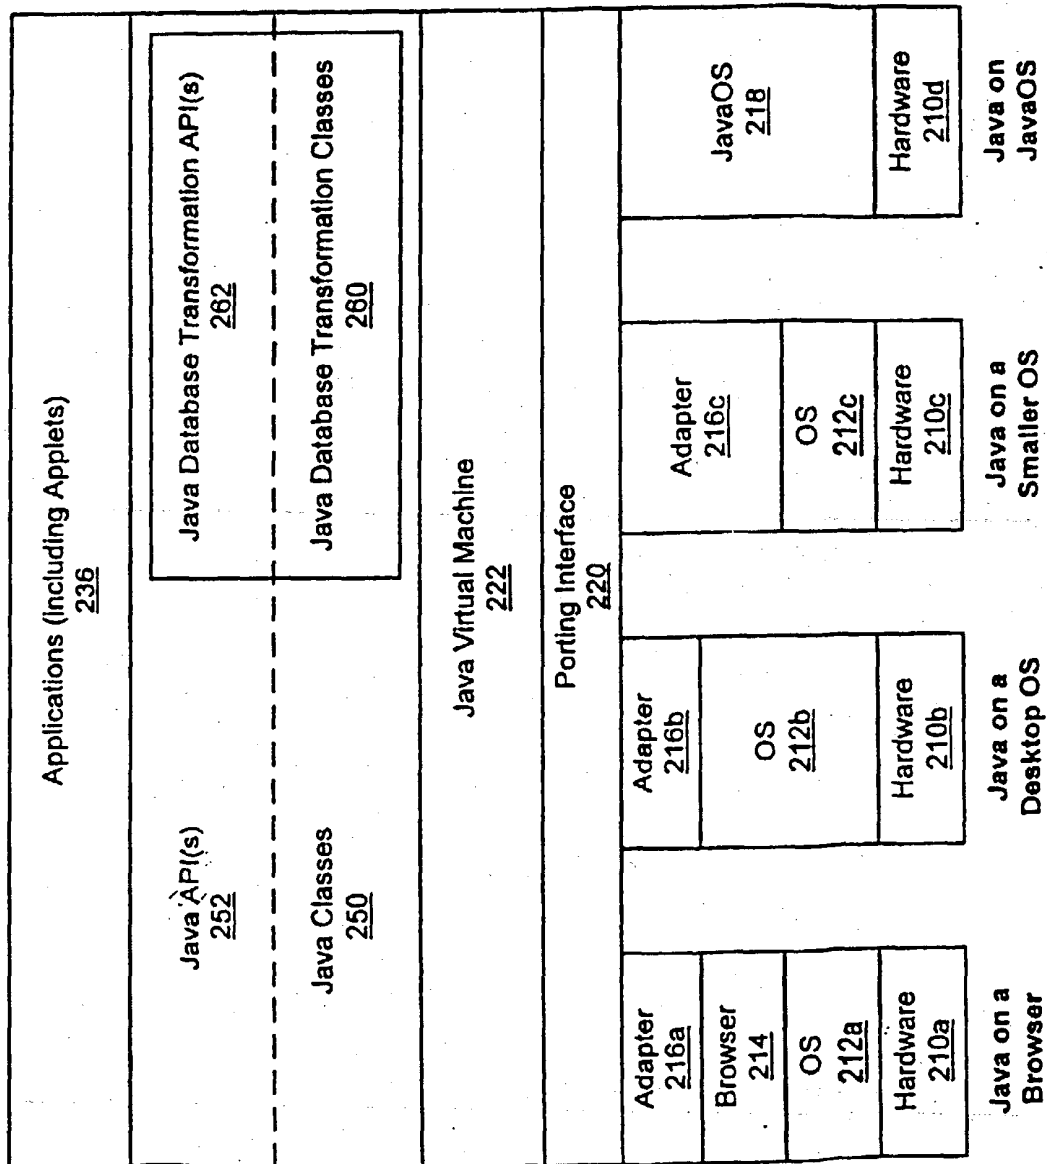 Applications (Including Applets)
236
Java API(s)
252
Java Database Transformation API(s)
262
Java Classes
250
Java Database Transformation Classes
260
Java Virtual Machine
222
Porting Interface
220
Adapter
216a
Browser
214
OS
212a
Hardware
210a
Java on a
Browser
Adapter
216b
OS
212b
Hardware
210b
Java on a
Desktop OS
Adapter
216c
OS
212c
Hardware
210c
Java on a
Smaller OS
JavaOS
218
Hardware
210d
Java on
JavaOS